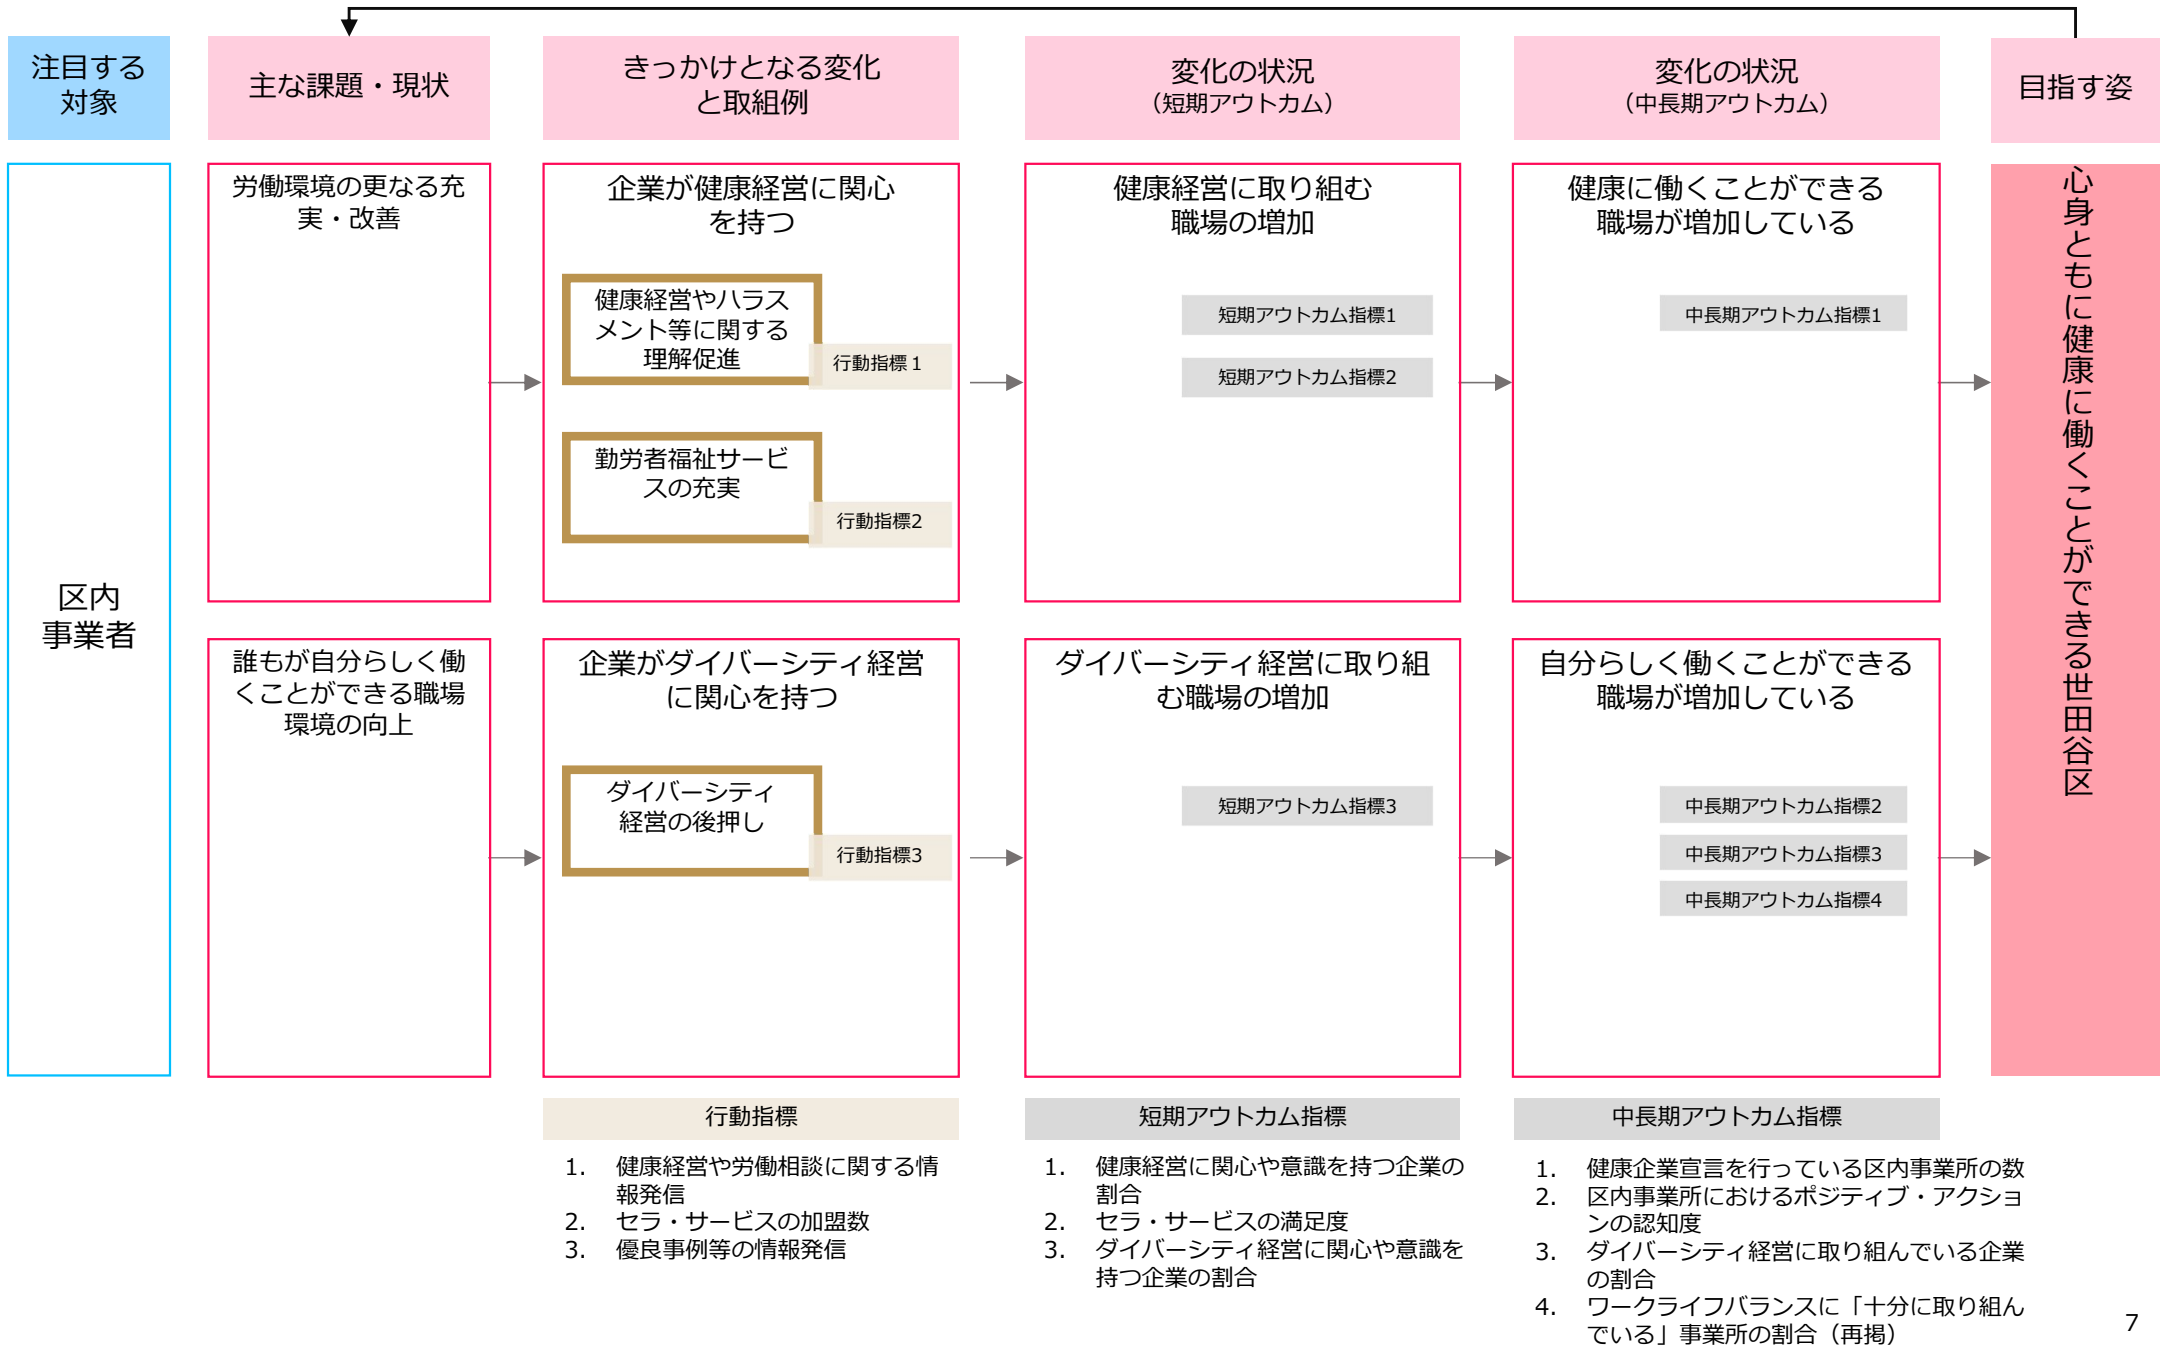 注目する
対象
主な課題・現状
きっかけとなる変化
と取組例
変化の状況
（短期アウトカム）
変化の状況
（中長期アウトカム）
目指す姿
区内
事業者
労働環境の更なる充
実・改善
企業が健康経営に関心
を持つ
健康経営やハラス
メント等に関する
理解促進
行動指標１
勤労者福祉サービ
スの充実
行動指標2
健康経営に取り組む
職場の増加
短期アウトカム指標1
短期アウトカム指標2
健康に働くことができる
職場が増加している
中長期アウトカム指標1
心身ともに健康に働くことができる世田谷区
誰もが自分らしく働
くことができる職場
環境の向上
企業がダイバーシティ経営
に関心を持つ
ダイバーシティ
経営の後押し
行動指標3
ダイバーシティ経営に取り組
む職場の増加
短期アウトカム指標3
自分らしく働くことができる
職場が増加している
中長期アウトカム指標2
中長期アウトカム指標3
中長期アウトカム指標4
行動指標
1. 健康経営や労働相談に関する情
報発信
2. セラ・サービスの加盟数
3. 優良事例等の情報発信
短期アウトカム指標
1. 健康経営に関心や意識を持つ企業の
割合
2. セラ・サービスの満足度
3. ダイバーシティ経営に関心や意識を
持つ企業の割合
中長期アウトカム指標
1. 健康企業宣言を行っている区内事業所の数
2. 区内事業所におけるポジティブ・アクショ
ンの認知度
3. ダイバーシティ経営に取り組んでいる企業
の割合
4. ワークライフバランスに「十分に取り組ん
でいる」事業所の割合（再掲）
7